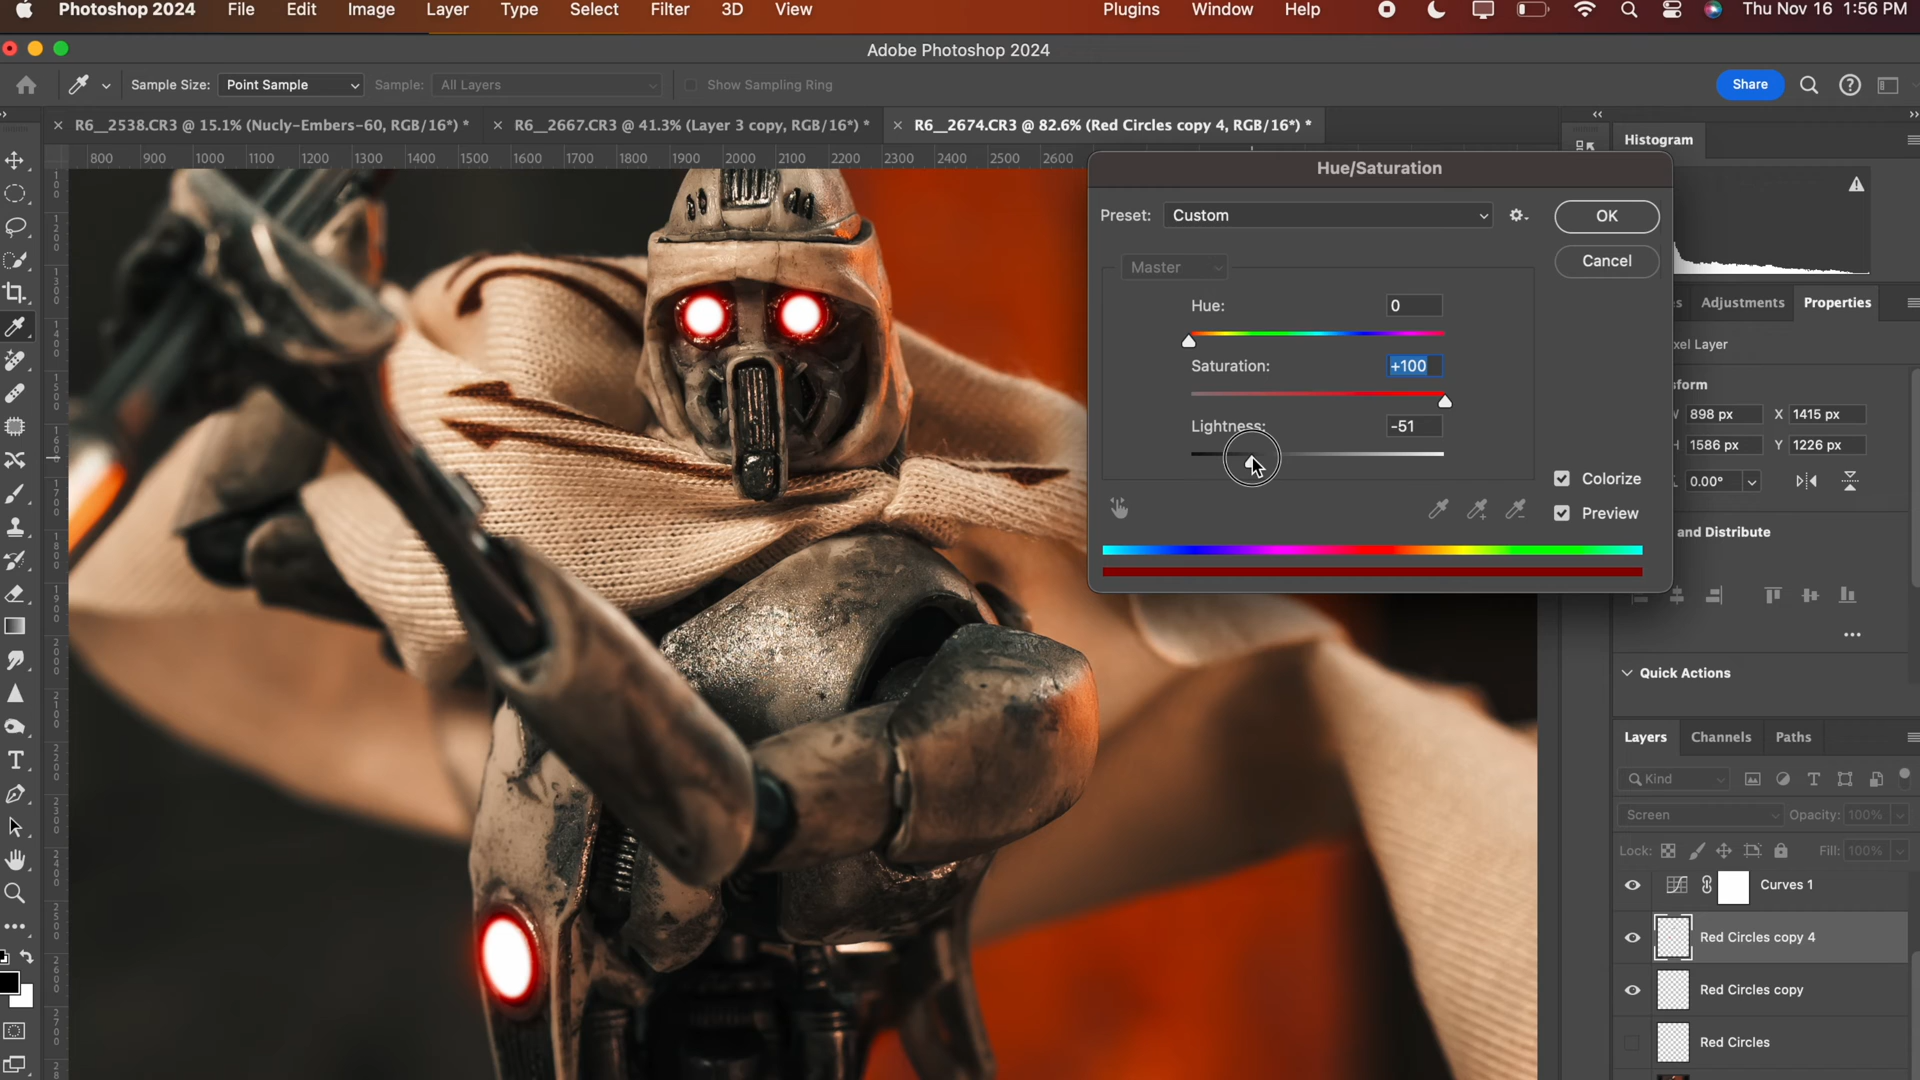 Photoshop 2024 File Edit Image Layer Type Select Filter 3D View Plugins Window Help Thu Nov 16 1:56 PM
Adobe Photoshop 2024
Sample Size: Point Sample Sample: All Layers Show Sampling Ring Share
R6__2538.CR3 @ 15.1% (Nucly-Embers-60, RGB/16*) * R6__2667.CR3 @ 41.3% (Layer 3 copy, RGB/16*) * R6__2674.CR3 @ 82.6% (Red Circles copy 4, RGB/16*) *
800 900 1000 1100 1200 1300 1400 1500 1600 1700 1800 1900 2000 2100 2200 2300 2400 2500 2600
Histogram
Hue/Saturation
Preset: Custom OK
Cancel
Master
Hue: 0
Saturation: +100
Lightness: -51
Colorize
Preview
Adjustments Properties
xel Layer
sform
898 px X 1415 px
H 1586 px Y 1226 px
0.00°
and Distribute
Quick Actions
Layers Channels Paths
Kind
Screen Opacity: 100%
Lock: Fill: 100%
Curves 1
Red Circles copy 4
Red Circles copy
Red Circles